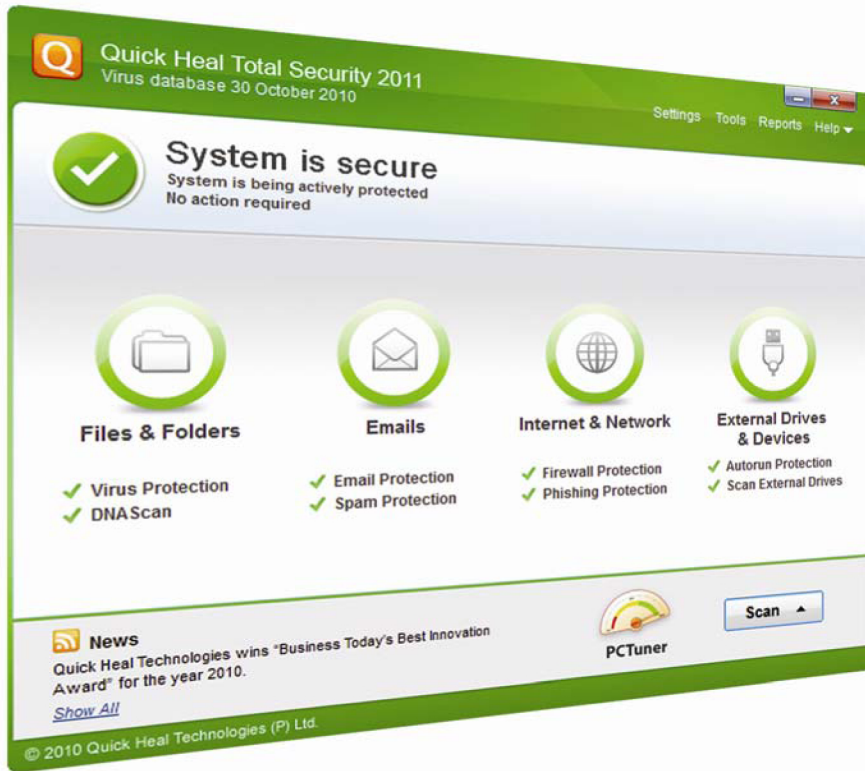 Q
Quick Heal Total Security 2011
Virus database 30 October 2010
Settings Tools Reports Help
System is secure
System is being actively protected
No action required
Files & Folders
Virus Protection
DNAScan
Emails
Email Protection
Spam Protection
Internet & Network
Firewall Protection
Phishing Protection
External Drives
& Devices
Autorun Protection
Scan External Drives
News
Quick Heal Technologies wins "Business Today's Best Innovation
Award" for the year 2010.
Show All
PCTuner
Scan
© 2010 Quick Heal Technologies (P) Ltd.